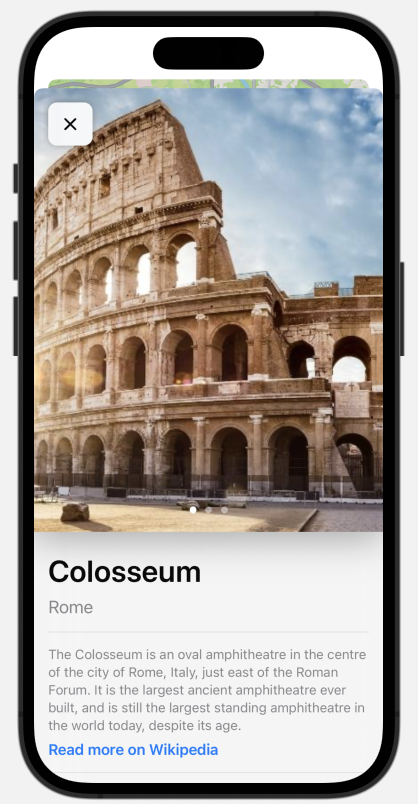 Colosseum
Rome
The Colosseum is an oval amphitheatre in the centre
of the city of Rome, Italy, just east of the Roman
Forum. It is the largest ancient amphitheatre ever
built, and is still the largest standing amphitheatre in
the world today, despite its age.
Read more on Wikipedia